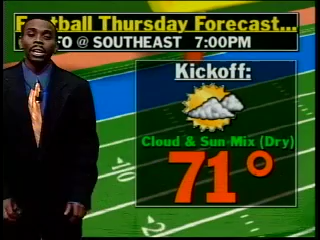 Football Thursday Forecast...
@ SOUTHEAST 7:00PM
Kickoff:
Cloud & Sun Mix (Dry)
71°